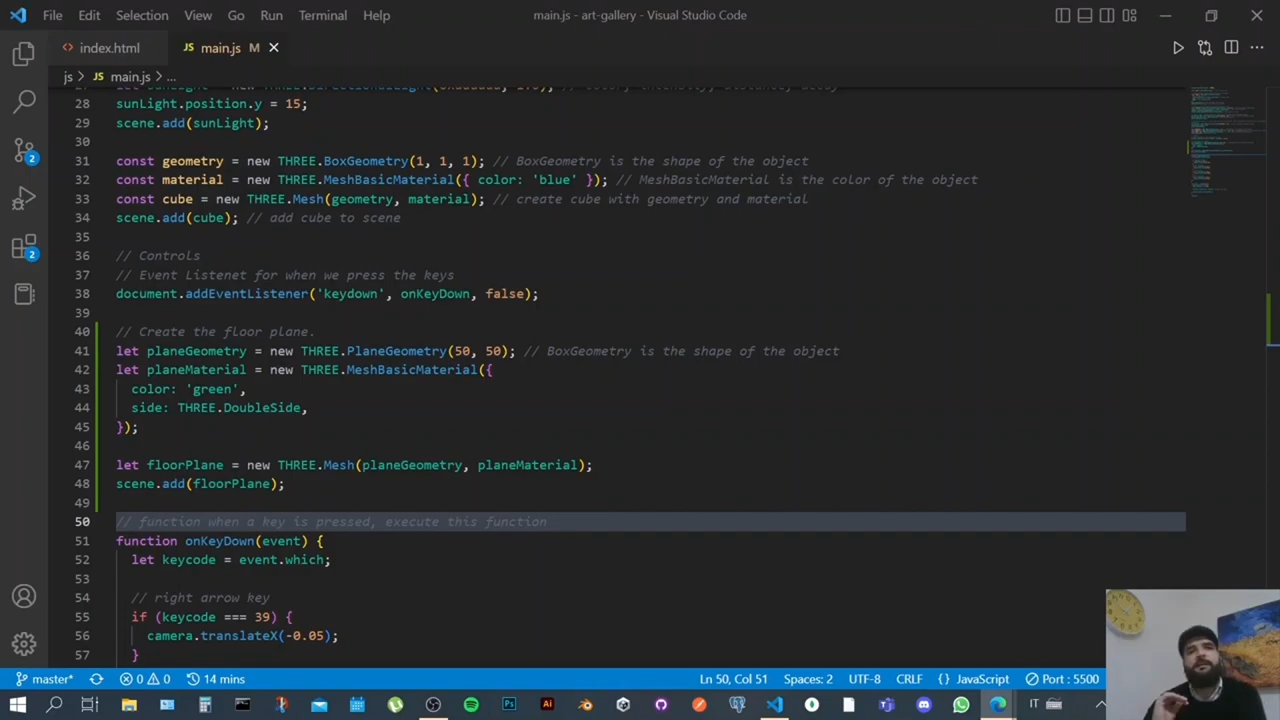 File Edit Selection View Go Run Terminal Help
main.js - art-gallery - Visual Studio Code
index.html
JS main.js M
js > JS main.js > ...
28 sunLight.position.y = 15;
29 scene.add(sunLight);
30
31 const geometry = new THREE.BoxGeometry(1, 1, 1); // BoxGeometry is the shape of the object
32 const material = new THREE.MeshBasicMaterial({ color: 'blue' }); // MeshBasicMaterial is the color of the object
33 const cube = new THREE.Mesh(geometry, material); // create cube with geometry and material
34 scene.add(cube); // add cube to scene
35
36 // Controls
37 // Event Listenet for when we press the keys
38 document.addEventListener('keydown', onKeyDown, false);
39
40 // Create the floor plane.
41 let planeGeometry = new THREE.PlaneGeometry(50, 50); // BoxGeometry is the shape of the object
42 let planeMaterial = new THREE.MeshBasicMaterial({
43 color: 'green',
44 side: THREE.DoubleSide,
45 });
46
47 let floorPlane = new THREE.Mesh(planeGeometry, planeMaterial);
48 scene.add(floorPlane);
49
50 // function when a key is pressed, execute this function
51 function onKeyDown(event) {
52 let keycode = event.which;
53
54 // right arrow key
55 if (keycode === 39) {
56 camera.translateX(-0.05);
57 }
2
2
master* 0 0 14 mins
Ln 50, Col 51 Spaces: 2 UTF-8 CRLF {} JavaScript Port : 5500
Ps Ai IT